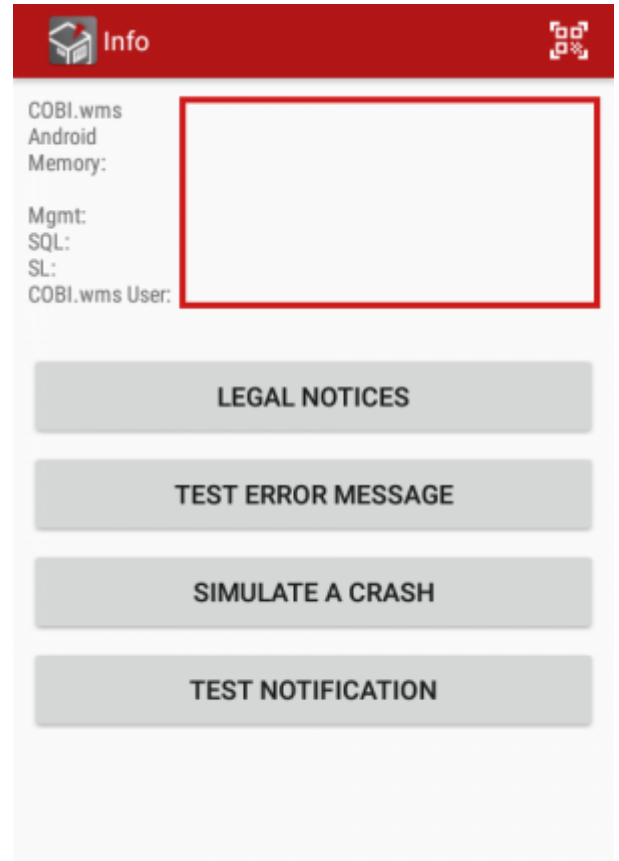 Info
COBI.wms
Android
Memory:
Mgmt:
SQL:
SL:
COBI.wms User:
LEGAL NOTICES
TEST ERROR MESSAGE
SIMULATE A CRASH
TEST NOTIFICATION